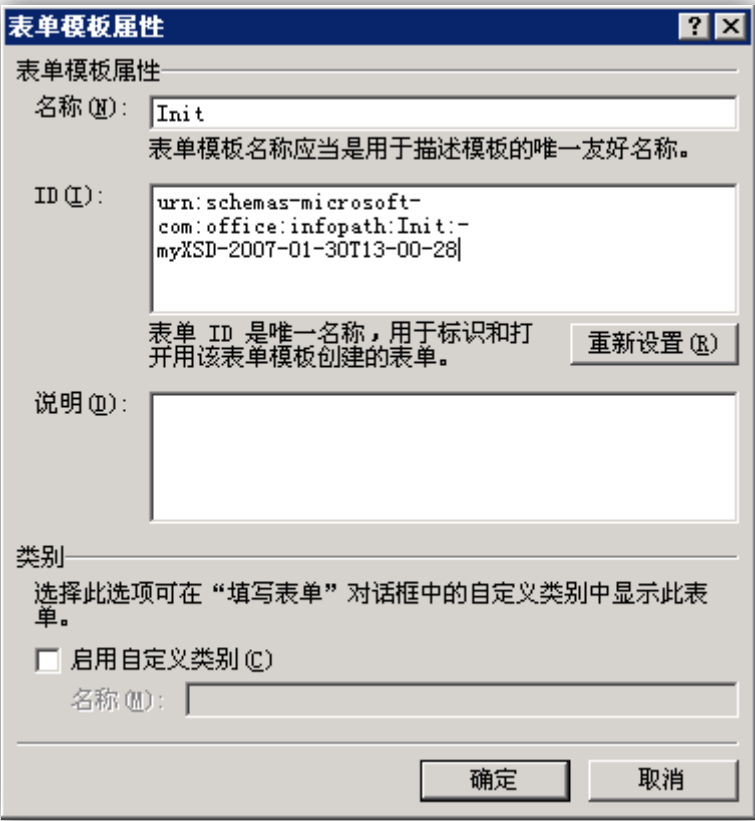 表单模板属性
表单模板属性
名称(N): Init
表单模板名称应当是用于描述模板的唯一友好名称。
ID(I): urn:schemas-microsoft-
com:office:infopath:Init:-
myXSD-2007-01-30T13-00-28
表单 ID 是唯一名称，用于标识和打
开用该表单模板创建的表单。
重新设置(R)
说明(D):
类别
选择此选项可在“填写表单”对话框中的自定义类别中显示此表
单。
启用自定义类别(C)
名称(M):
确定 取消